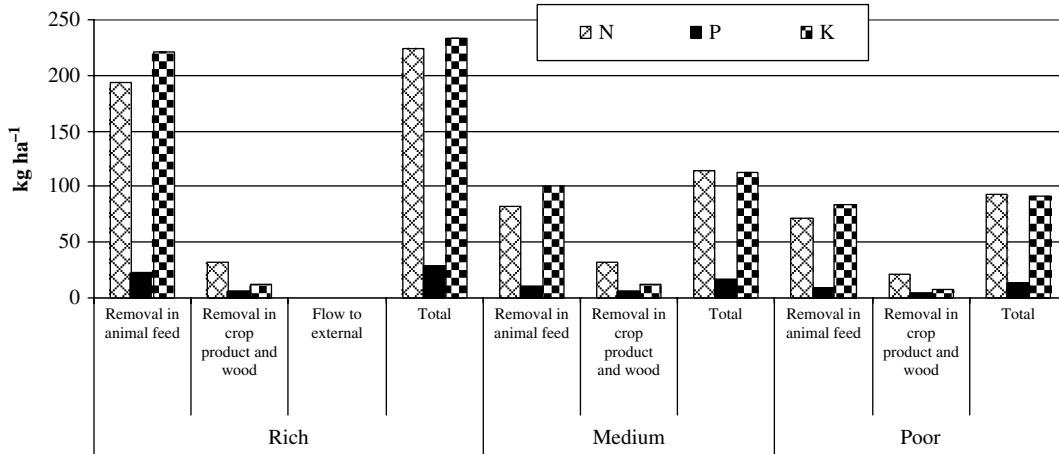 250
200
150
100
50
0
kg ha⁻¹
N P K
Removal in
animal feed
Removal in
crop
product and
wood
Flow to
external
Total
Removal in
animal feed
Removal in
crop
product
and wood
Total
Removal in
animal feed
Removal in
crop
product and
wood
Total
Rich Medium Poor